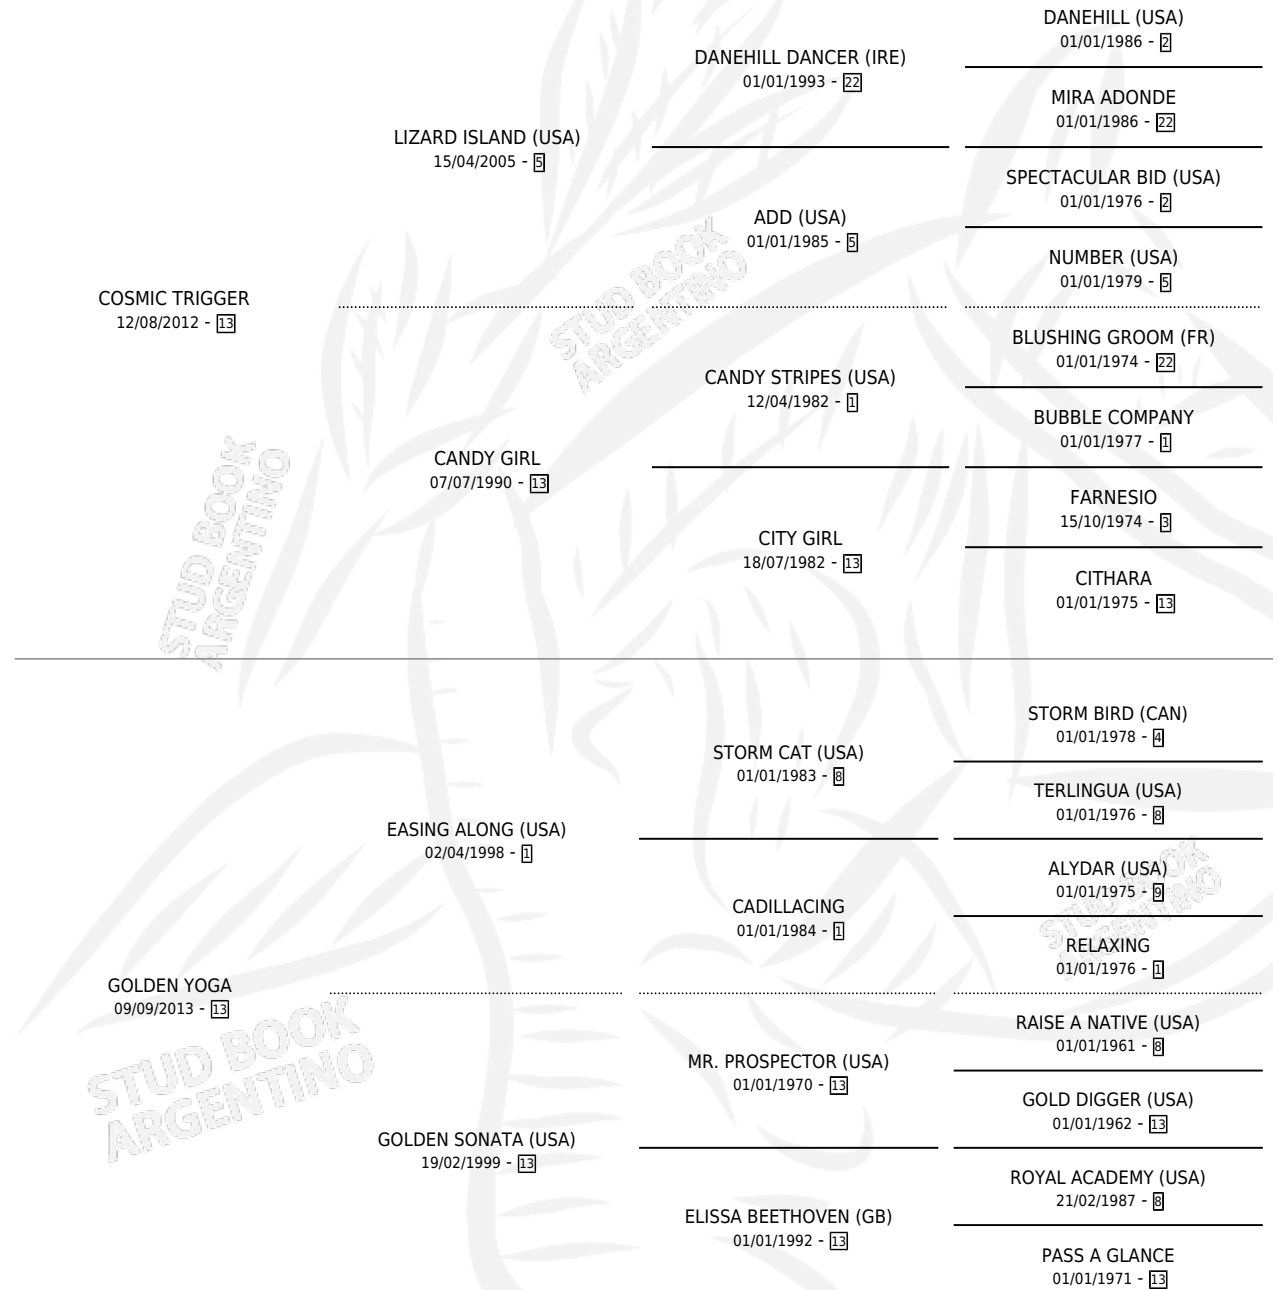 DANEHILL (USA)
01/01/1986 - 2
DANEHILL DANCER (IRE)
01/01/1993 - 22
MIRA ADONDE
01/01/1986 - 22
LIZARD ISLAND (USA)
15/04/2005 - 5
SPECTACULAR BID (USA)
01/01/1976 - 2
ADD (USA)
01/01/1985 - 5
NUMBER (USA)
01/01/1979 - 5
COSMIC TRIGGER
12/08/2012 - 13
BLUSHING GROOM (FR)
01/01/1974 - 22
CANDY STRIPES (USA)
12/04/1982 - 1
BUBBLE COMPANY
01/01/1977 - 1
CANDY GIRL
07/07/1990 - 13
FARNESIO
15/10/1974 - 3
CITY GIRL
18/07/1982 - 13
CITHARA
01/01/1975 - 13
STORM BIRD (CAN)
01/01/1978 - 4
STORM CAT (USA)
01/01/1983 - 8
TERLINGUA (USA)
01/01/1976 - 8
EASING ALONG (USA)
02/04/1998 - 1
ALYDAR (USA)
01/01/1975 - 9
CADILLACING
01/01/1984 - 1
RELAXING
01/01/1976 - 1
GOLDEN YOGA
09/09/2013 - 13
RAISE A NATIVE (USA)
01/01/1961 - 8
MR. PROSPECTOR (USA)
01/01/1970 - 13
GOLD DIGGER (USA)
01/01/1962 - 13
GOLDEN SONATA (USA)
19/02/1999 - 13
ROYAL ACADEMY (USA)
21/02/1987 - 8
ELISSA BEETHOVEN (GB)
01/01/1992 - 13
PASS A GLANCE
01/01/1971 - 13
STUD BOOK
ARGENTINO
STUD BOOK
ARGENTINO
STUD BOOK
ARGENTINO
STUD BOOK
ARGENTINO